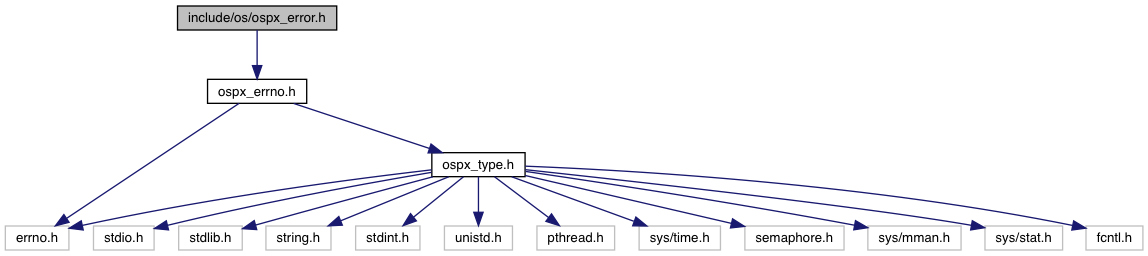 include/os/ospx_error.h
ospx_errno.h
ospx_type.h
errno.h
stdio.h
stdlib.h
string.h
stdint.h
unistd.h
pthread.h
sys/time.h
semaphore.h
sys/mman.h
sys/stat.h
fcntl.h